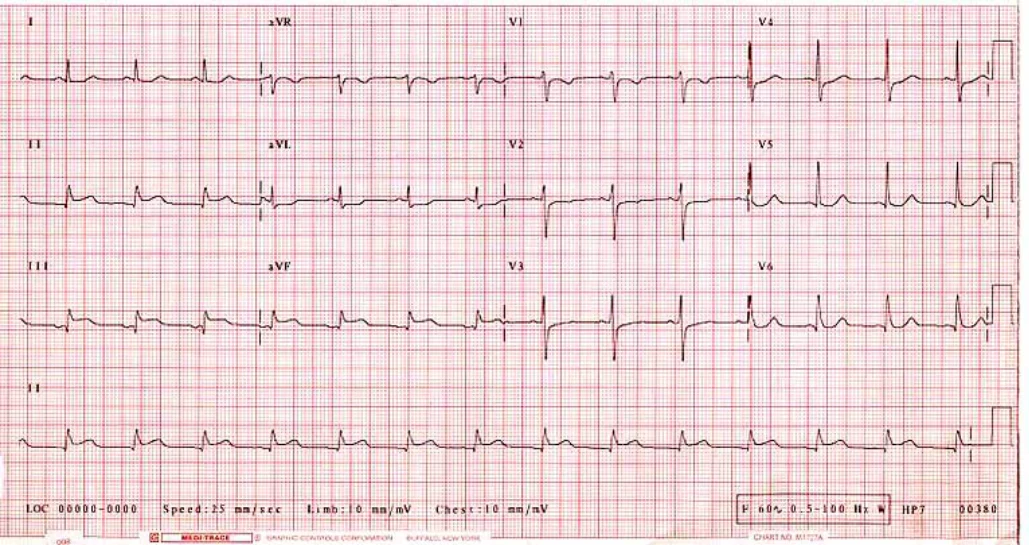 I aVR V1 V4
II aVL V2 V5
III aVF V3 V6
II
LOC 00000-0000 Speed:25 mm/sec Limb:10 mm/mV Chest:10 mm/mV F 60~ 0.5-100 Hz W HP7 00380
MEDI TRACE GRAPHIC CONTROLS CORPORATION BUFFALO, NEW YORK CHART NO.